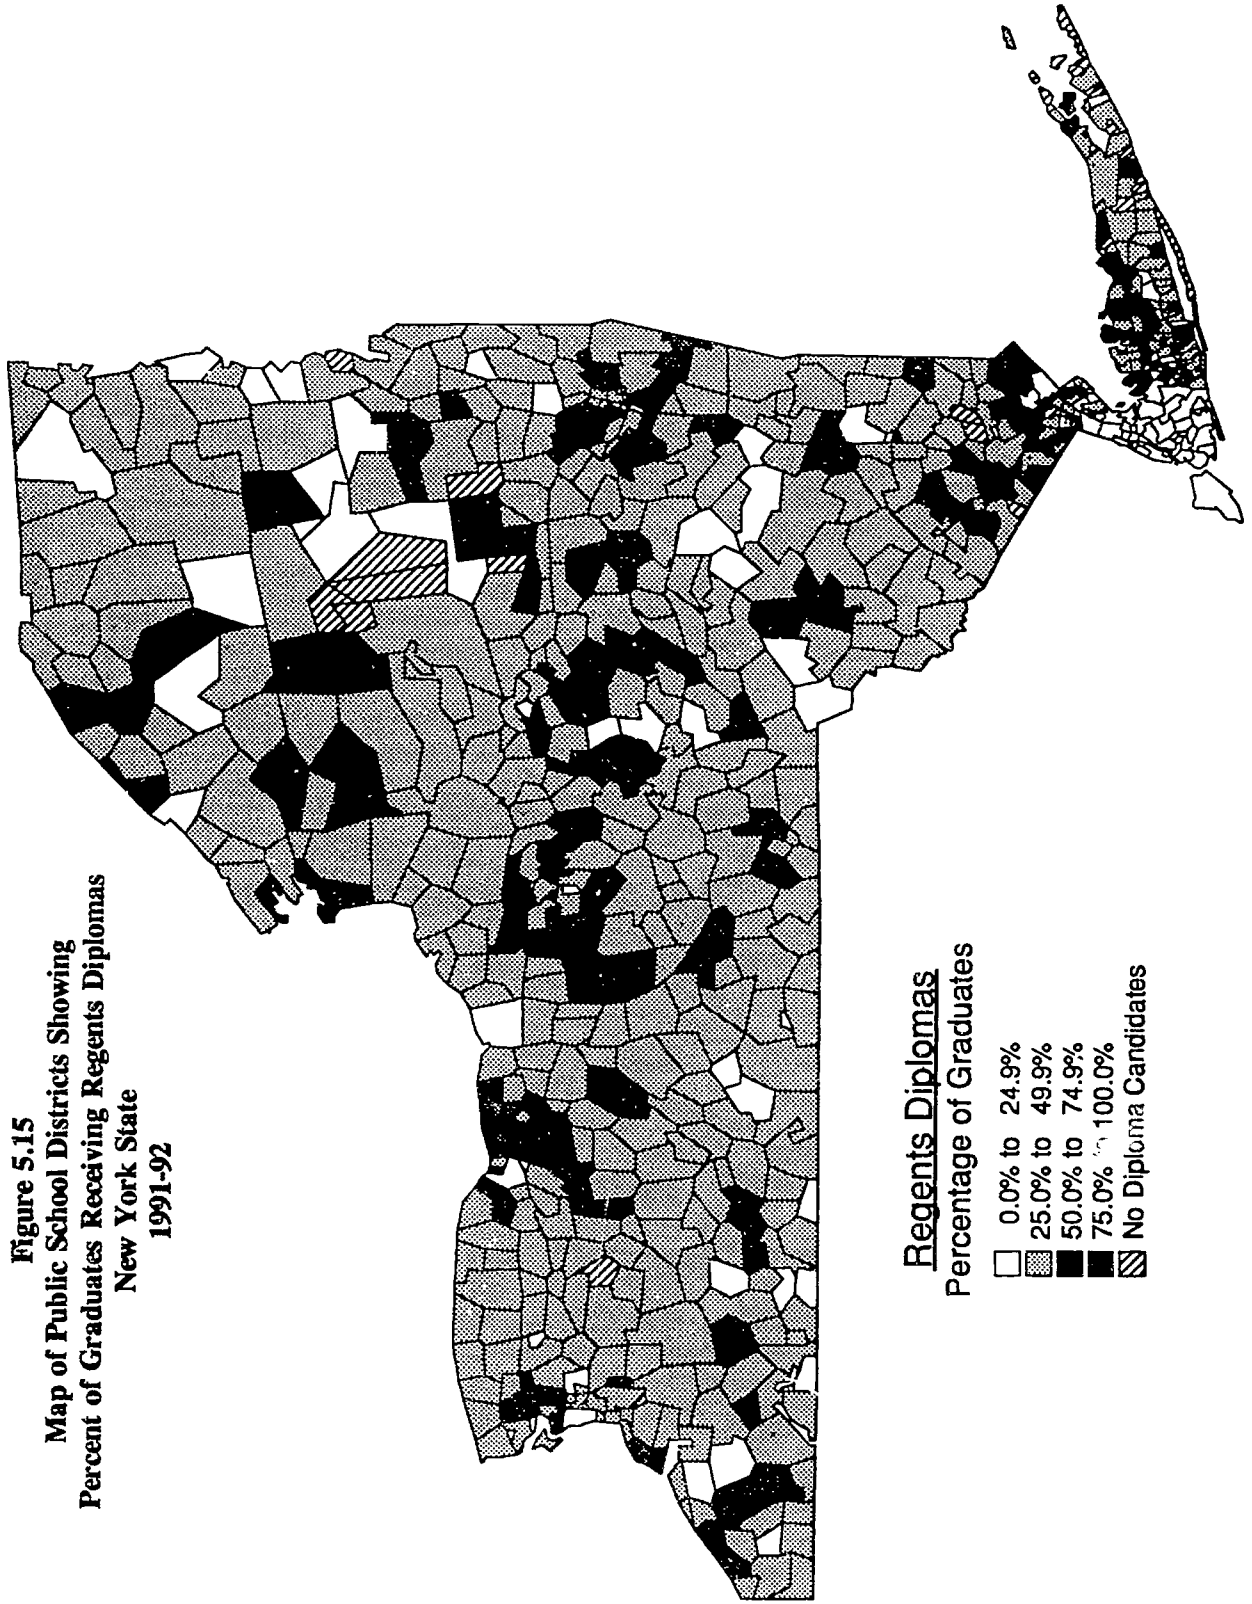 Figure 5.15
Map of Public School Districts Showing
Percent of Graduates Receiving Regents Diplomas
New York State
1991-92
Regents Diplomas
Percentage of Graduates
0.0% to 24.9%
25.0% to 49.9%
50.0% to 74.9%
75.0% to 100.0%
No Diploma Candidates